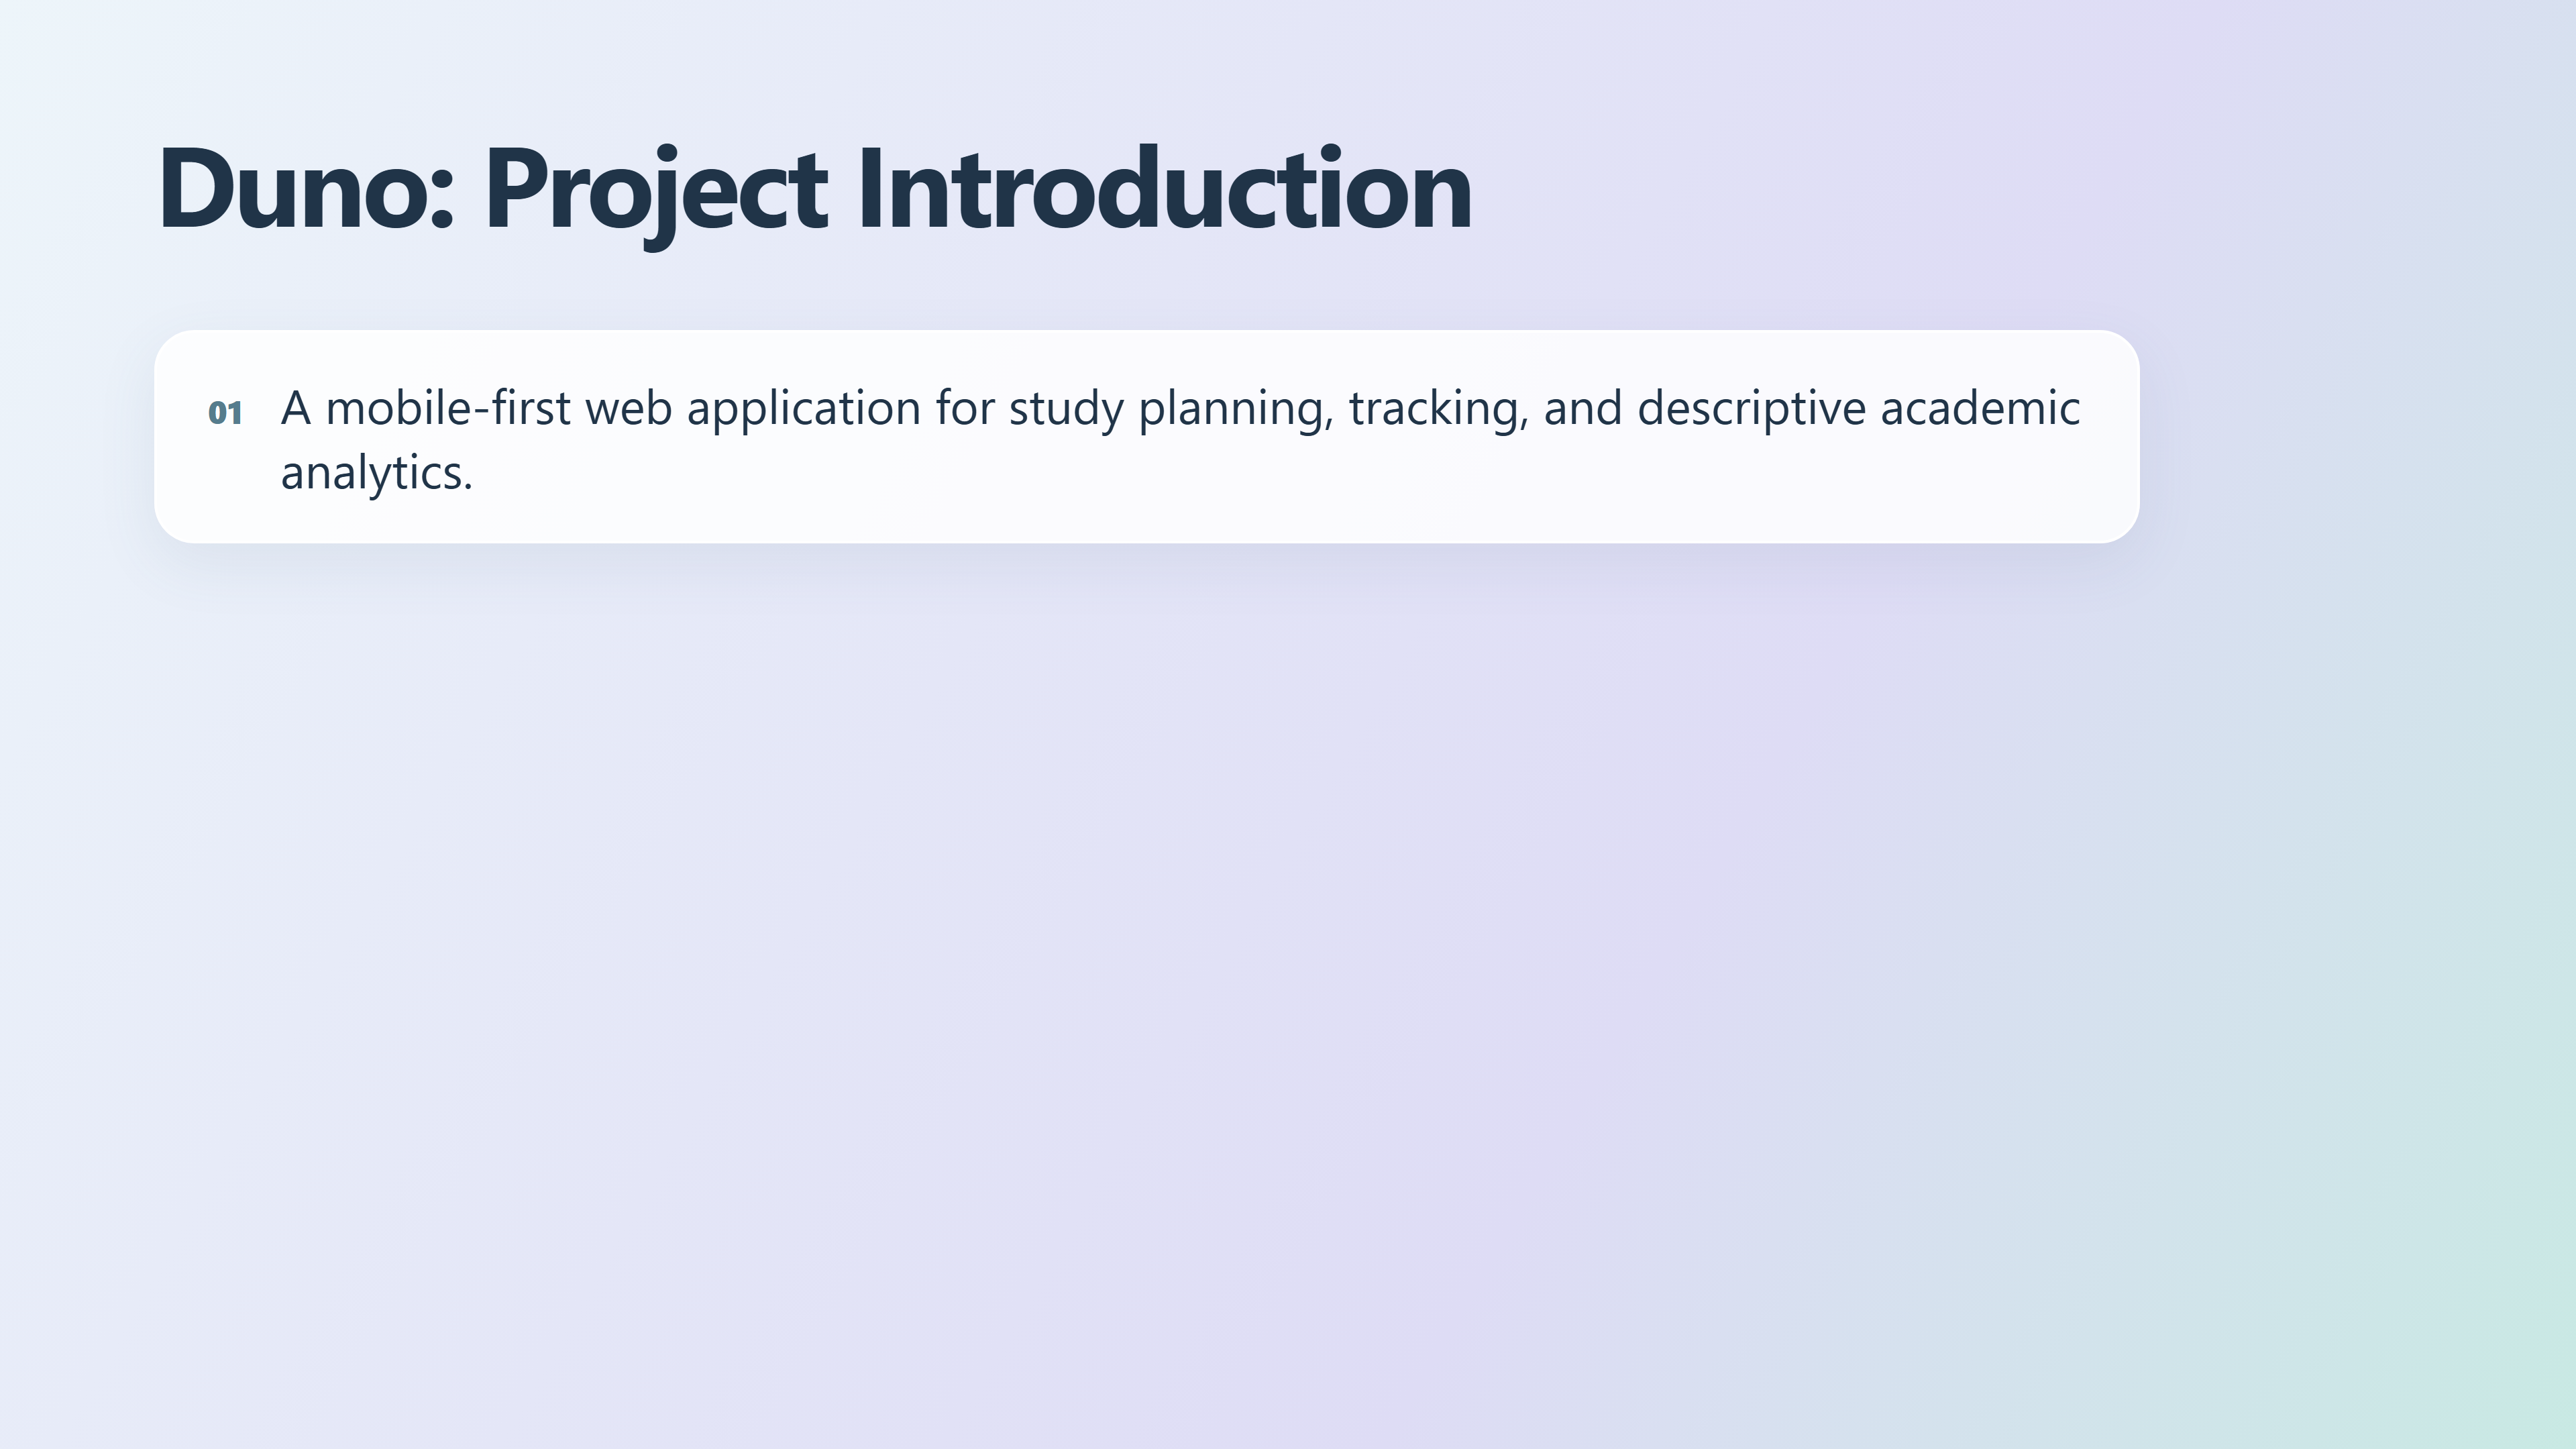 Duno: Project Introduction
01 A mobile-first web application for study planning, tracking, and descriptive academic
analytics.